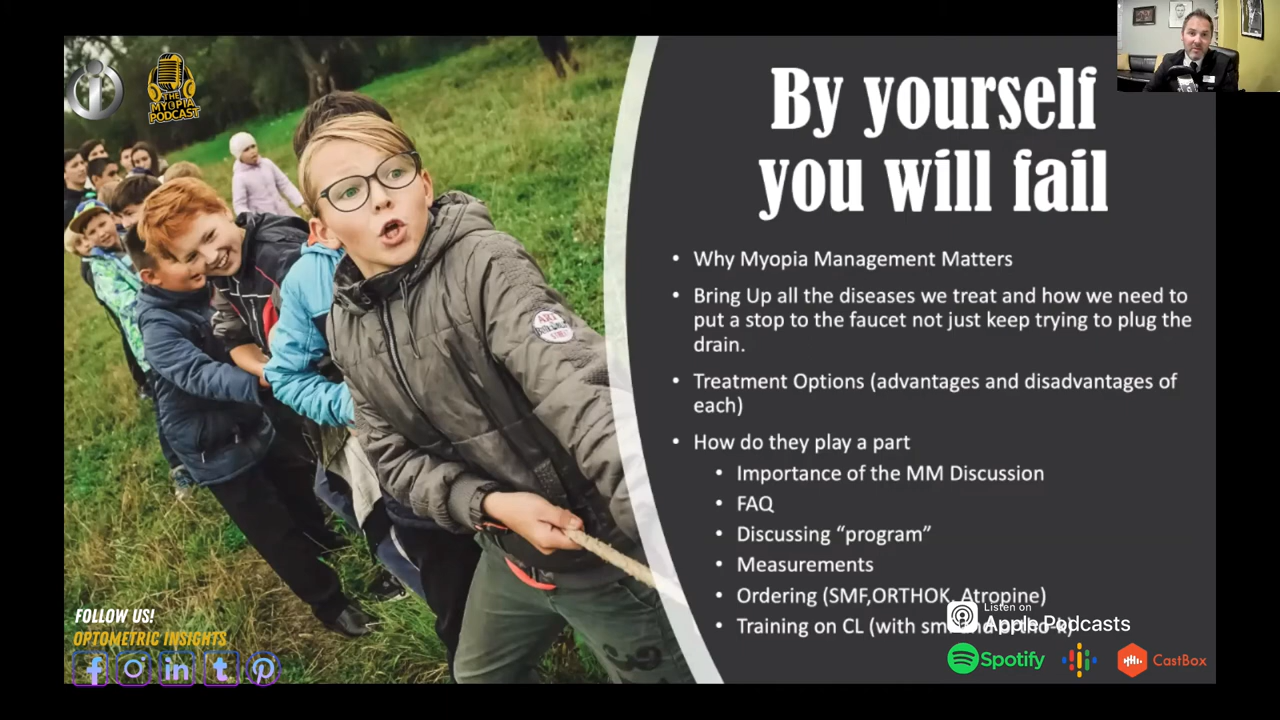 THE
MYOPIA
PODCAST
By yourself
you will fail
• Why Myopia Management Matters
• Bring Up all the diseases we treat and how we need to
put a stop to the faucet not just keep trying to plug the
drain.
• Treatment Options (advantages and disadvantages of
each)
• How do they play a part
• Importance of the MM Discussion
• FAQ
• Discussing “program”
• Measurements
• Ordering (SMF,ORTHOK, Atropine)
• Training on CL (with smf and ortho-k)
Listen on
Apple Podcasts
Spotify
CastBox
FOLLOW US!
OPTOMETRIC INSIGHTS